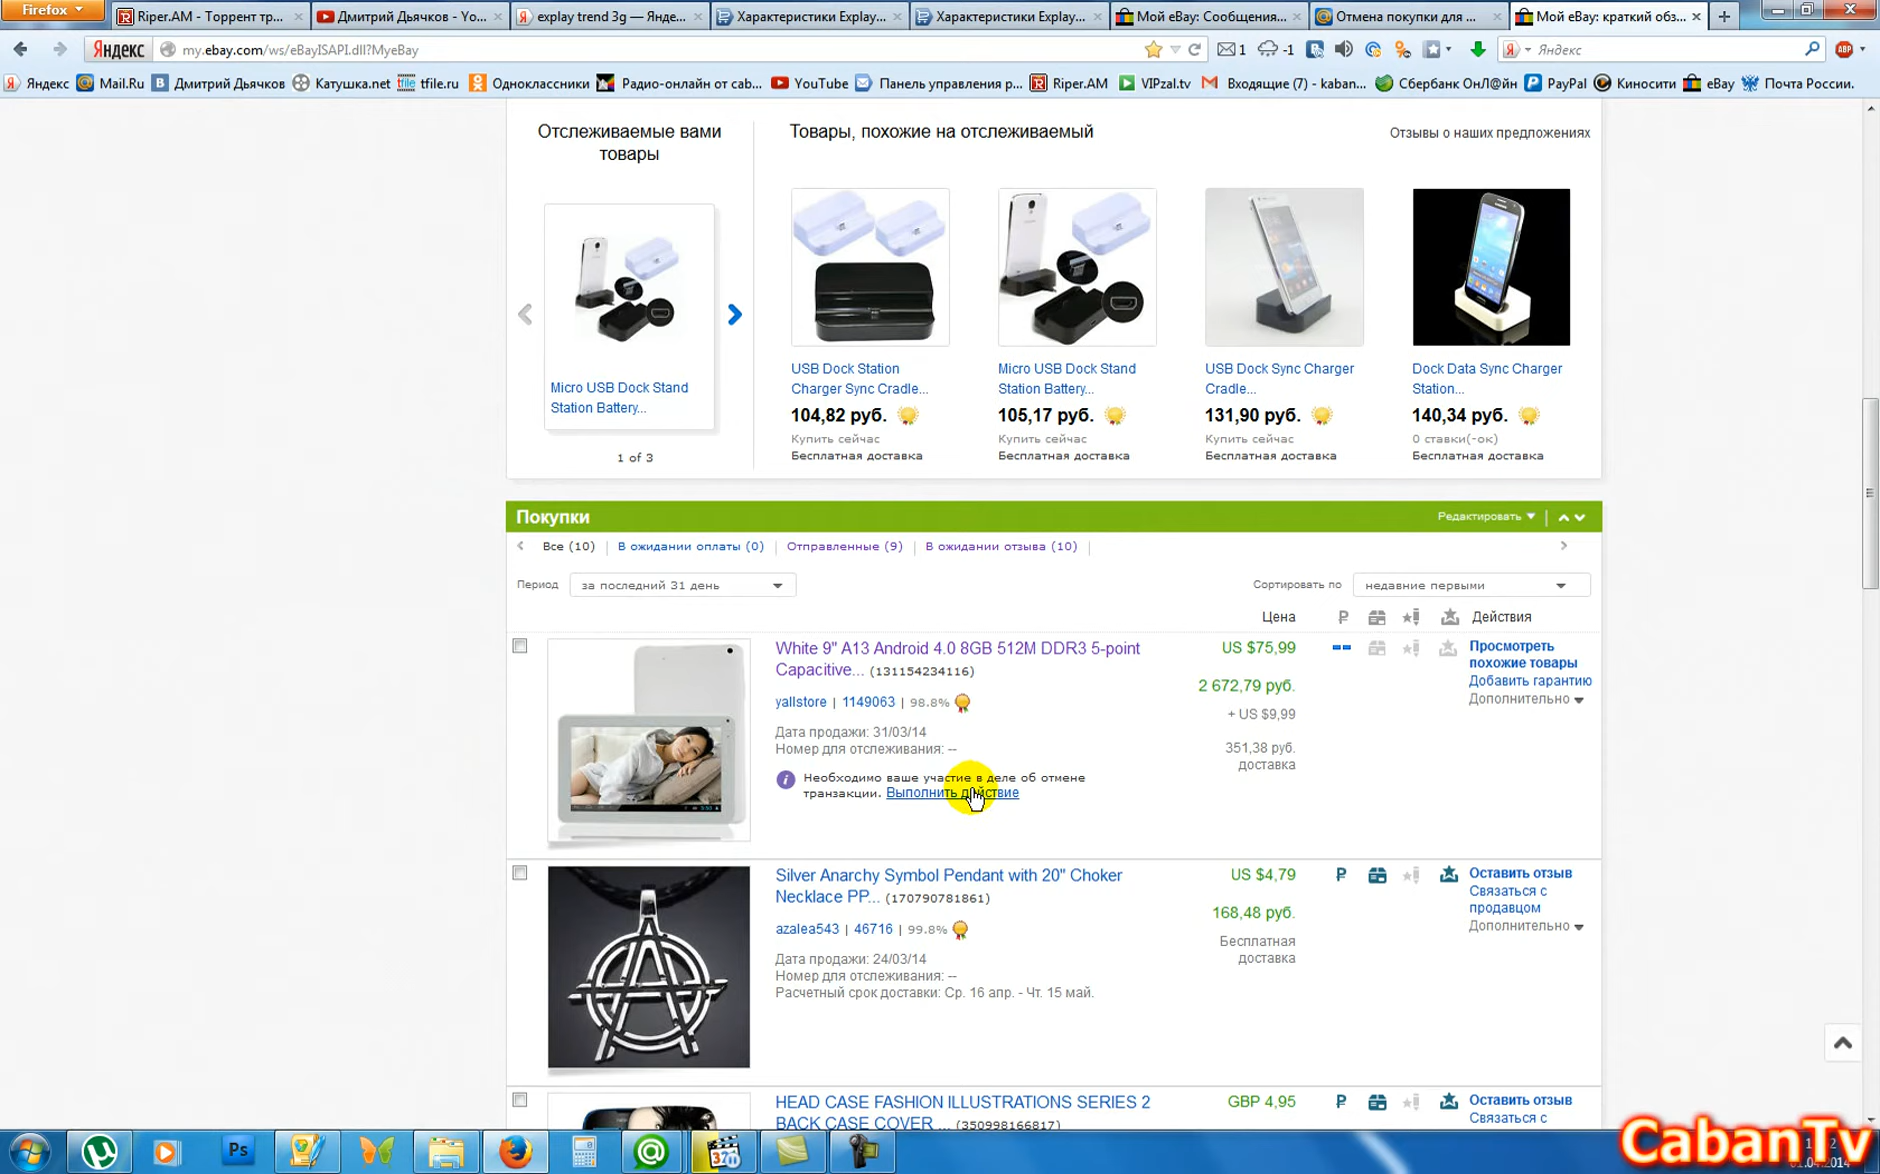 Firefox
Riper.AM - Торрент тр...
Дмитрий Дьячков - Yo...
explay trend 3g — Янде...
Характеристики Explay...
Характеристики Explay...
Мой eBay: Сообщения...
Отмена покупки для ...
Мой eBay: краткий обз...
Яндекс
my.ebay.com/ws/eBayISAPI.dll?MyeBay
1
-1
Яндекс
ABP
Яндекс
Mail.Ru
Дмитрий Дьячков
Катушка.net
tfile.ru
Одноклассники
Радио-онлайн от cab...
YouTube
Панель управления р...
Riper.AM
VIPzal.tv
Входящие (7) - kaban...
Сбербанк ОнЛ@йн
PayPal
Киносити
eBay
Почта России.
Отслеживаемые вами
товары
Товары, похожие на отслеживаемый
Отзывы о наших предложениях
Micro USB Dock Stand
Station Battery...
1 of 3
USB Dock Station
Charger Sync Cradle...
104,82 руб.
Купить сейчас
Бесплатная доставка
Micro USB Dock Stand
Station Battery...
105,17 руб.
Купить сейчас
Бесплатная доставка
USB Dock Sync Charger
Cradle...
131,90 руб.
Купить сейчас
Бесплатная доставка
Dock Data Sync Charger
Station...
140,34 руб.
0 ставки(-ок)
Бесплатная доставка
Покупки
Редактировать
Все (10)
В ожидании оплаты (0)
Отправленные (9)
В ожидании отзыва (10)
Период
за последний 31 день
Сортировать по
недавние первыми
Цена
Действия
White 9" A13 Android 4.0 8GB 512M DDR3 5-point
Capacitive... (131154234116)
yallstore | 1149063 | 98.8%
Дата продажи: 31/03/14
Номер для отслеживания: --
Необходимо ваше участие в деле об отмене
транзакции. Выполнить действие
US $75,99
2 672,79 руб.
+ US $9,99
351,38 руб.
доставка
Просмотреть
похожие товары
Добавить гарантию
Дополнительно
Silver Anarchy Symbol Pendant with 20" Choker
Necklace PP... (170790781861)
azalea543 | 46716 | 99.8%
Дата продажи: 24/03/14
Номер для отслеживания: --
Расчетный срок доставки: Ср. 16 апр. - Чт. 15 май.
US $4,79
168,48 руб.
Бесплатная
доставка
Оставить отзыв
Связаться с
продавцом
Дополнительно
HEAD CASE FASHION ILLUSTRATIONS SERIES 2
BACK CASE COVER ... (350998166817)
GBP 4,95
Оставить отзыв
Связаться с
Ps
CabanTv